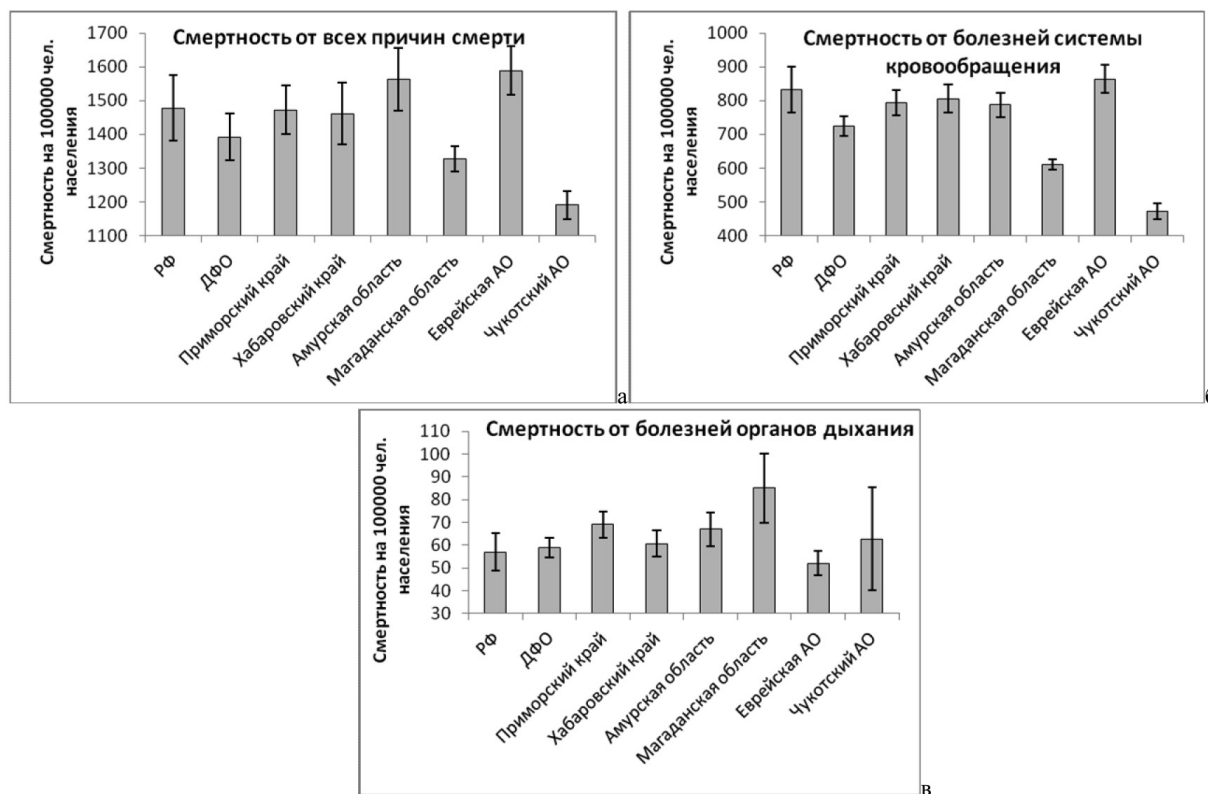 Смертность от всех причин смерти
Смертность на 100000 чел.
населения
1700
1600
1500
1400
1300
1200
1100
РФ
ДФО
Приморский край
Хабаровский край
Амурская область
Магаданская область
Еврейская АО
Чукотский АО
а
Смертность от болезней системы
кровообращения
Смертность на 100000 чел.
населения
1000
900
800
700
600
500
400
РФ
ДФО
Приморский край
Хабаровский край
Амурская область
Магаданская область
Еврейская АО
Чукотский АО
б
Смертность от болезней органов дыхания
Смертность на 100000 чел.
населения
110
100
90
80
70
60
50
40
30
РФ
ДФО
Приморский край
Хабаровский край
Амурская область
Магаданская область
Еврейская АО
Чукотский АО
в